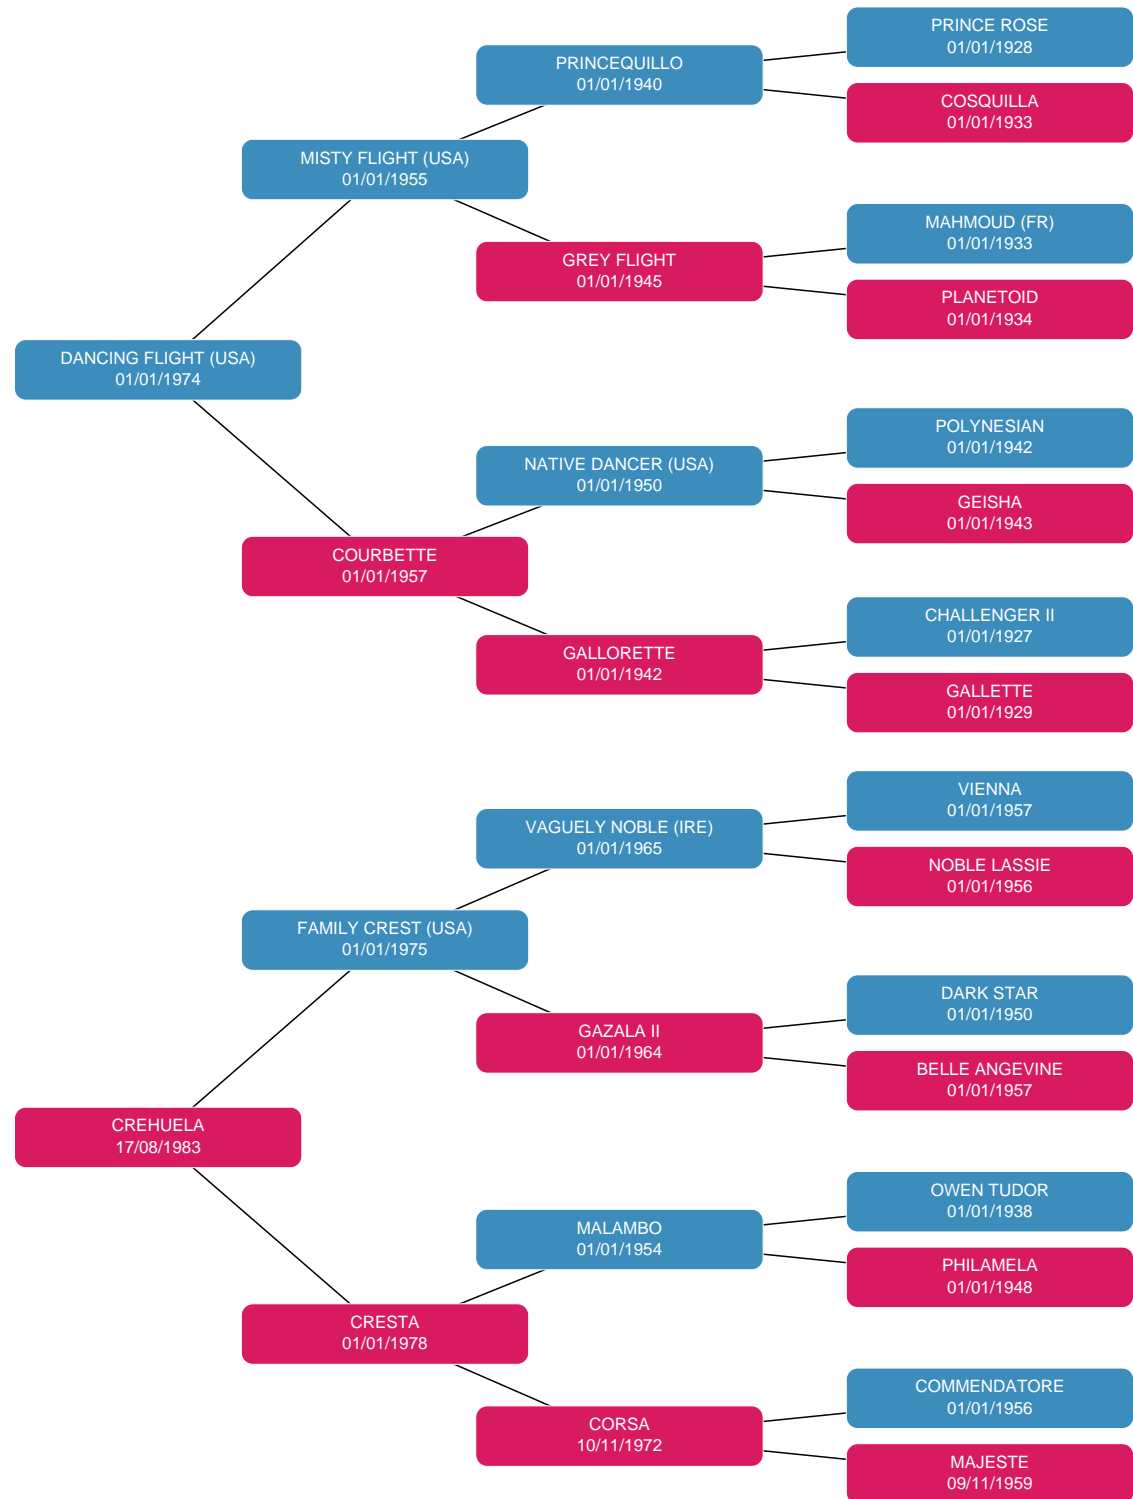 PRINCE ROSE
01/01/1928
PRINCEQUILLO
01/01/1940
COSQUILLA
01/01/1933
MISTY FLIGHT (USA)
01/01/1955
MAHMOUD (FR)
01/01/1933
GREY FLIGHT
01/01/1945
PLANETOID
01/01/1934
DANCING FLIGHT (USA)
01/01/1974
POLYNESIAN
01/01/1942
NATIVE DANCER (USA)
01/01/1950
GEISHA
01/01/1943
COURBETTE
01/01/1957
CHALLENGER II
01/01/1927
GALLORETTE
01/01/1942
GALLETTE
01/01/1929
VIENNA
01/01/1957
VAGUELY NOBLE (IRE)
01/01/1965
NOBLE LASSIE
01/01/1956
FAMILY CREST (USA)
01/01/1975
DARK STAR
01/01/1950
GAZALA II
01/01/1964
BELLE ANGEVINE
01/01/1957
CREHUELA
17/08/1983
OWEN TUDOR
01/01/1938
MALAMBO
01/01/1954
PHILAMELA
01/01/1948
CRESTA
01/01/1978
COMMENDATORE
01/01/1956
CORSA
10/11/1972
MAJESTE
09/11/1959